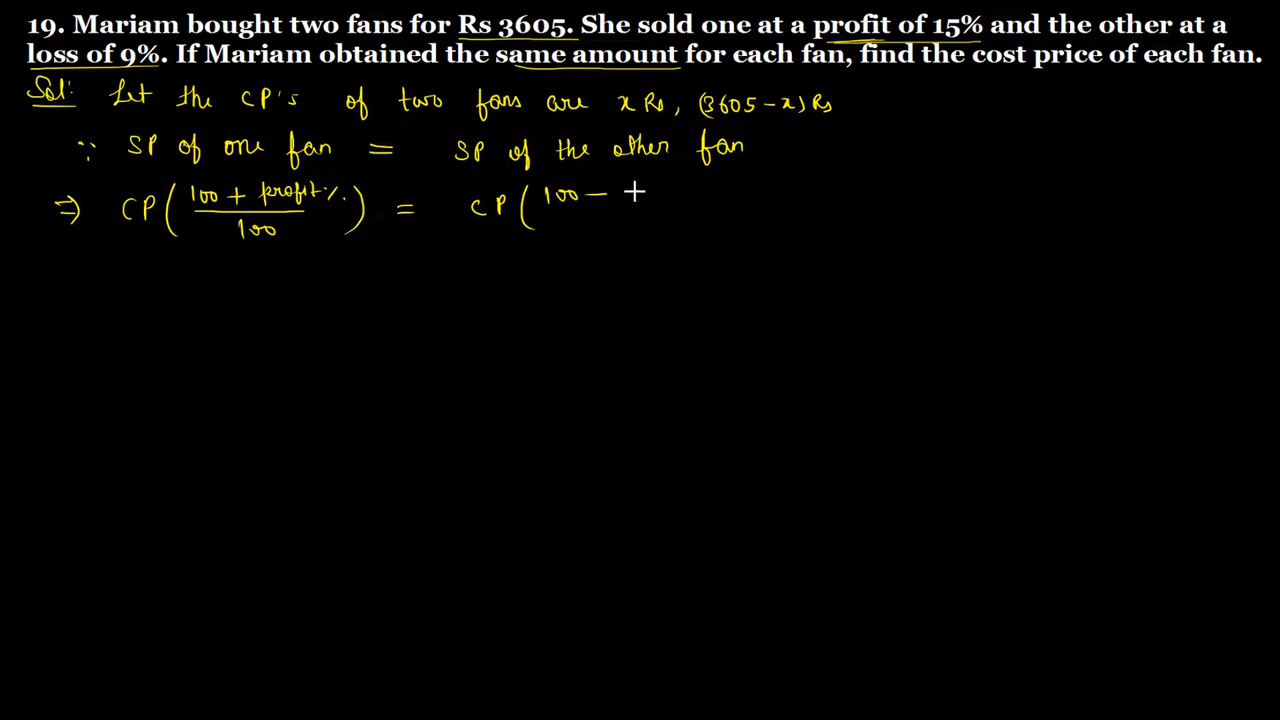 19. Mariam bought two fans for Rs 3605. She sold one at a profit of 15% and the other at a
loss of 9%. If Mariam obtained the same amount for each fan, find the cost price of each fan.
Sol: Let the CP's of two fans are x Rs, (3605-x) Rs
∵ SP of one fan = SP of the other fan
⇒ CP(100 + profit%/100) = CP(100 -